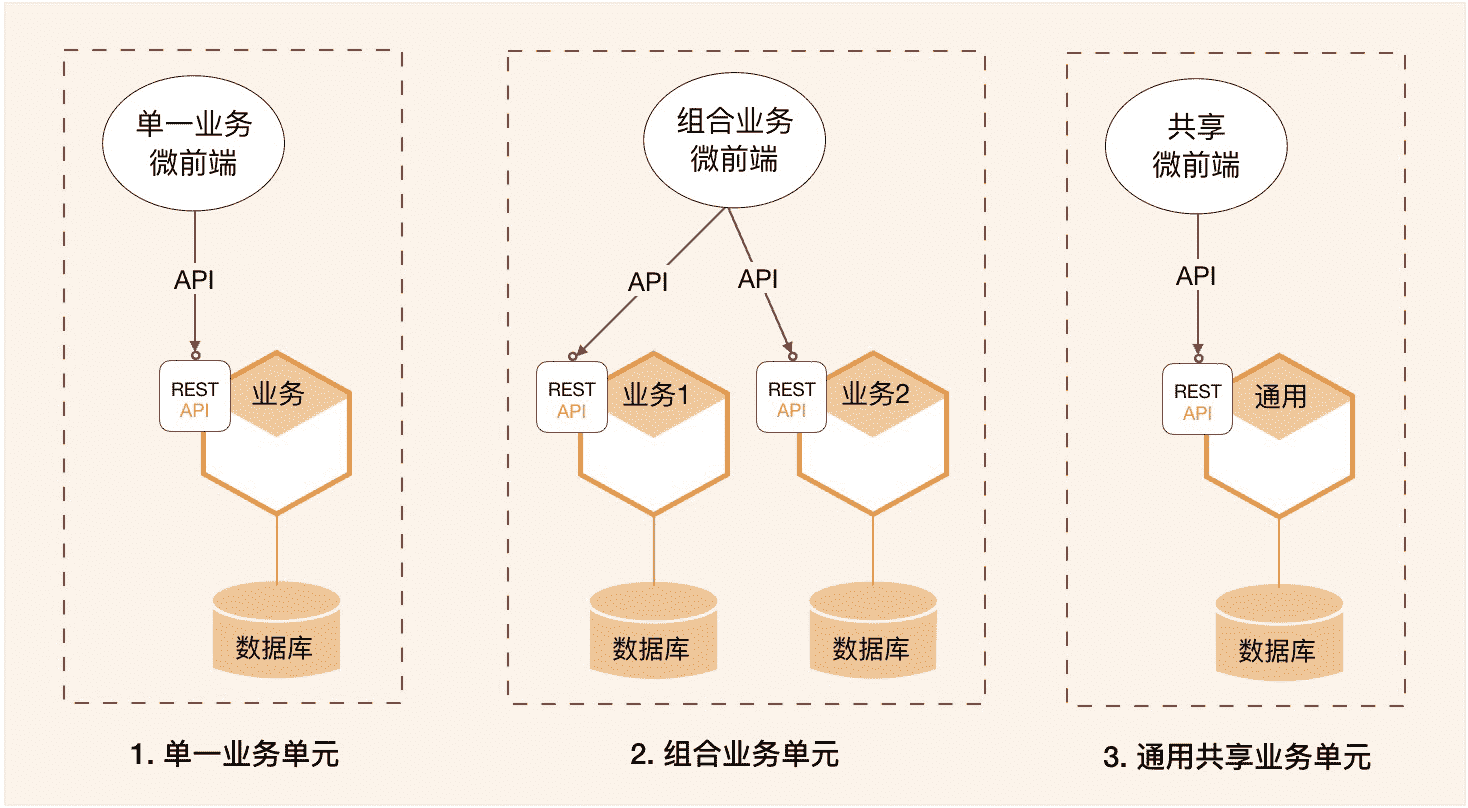 单一业务
微前端
API
REST
API
业务
数据库
1. 单一业务单元
组合业务
微前端
API
API
REST
API
业务1
REST
API
业务2
数据库
数据库
2. 组合业务单元
共享
微前端
API
REST
API
通用
数据库
3. 通用共享业务单元